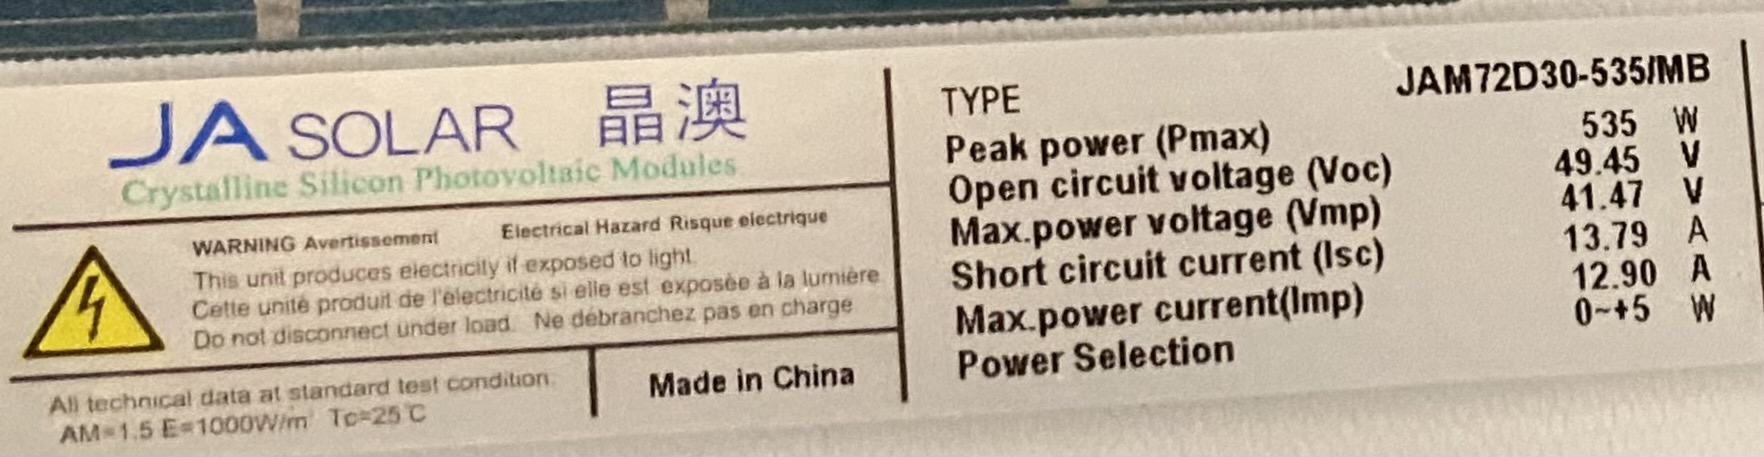 JA SOLAR 晶澳
Crystalline Silicon Photovoltaic Modules
WARNING Avertissement Electrical Hazard Risque electrique
This unit produces electricity if exposed to light.
Cette unité produit de l'électricité si elle est exposée à la lumière
Do not disconnect under load. Ne débranchez pas en charge
All technical data at standard test condition
AM=1.5 E=1000W/m² Tc=25℃
Made in China
TYPE JAM72D30-535/MB
Peak power (Pmax) 535 W
Open circuit voltage (Voc) 49.45 V
Max.power voltage (Vmp) 41.47 V
Short circuit current (Isc) 13.79 A
Max.power current(Imp) 12.90 A
Power Selection 0~+5 W